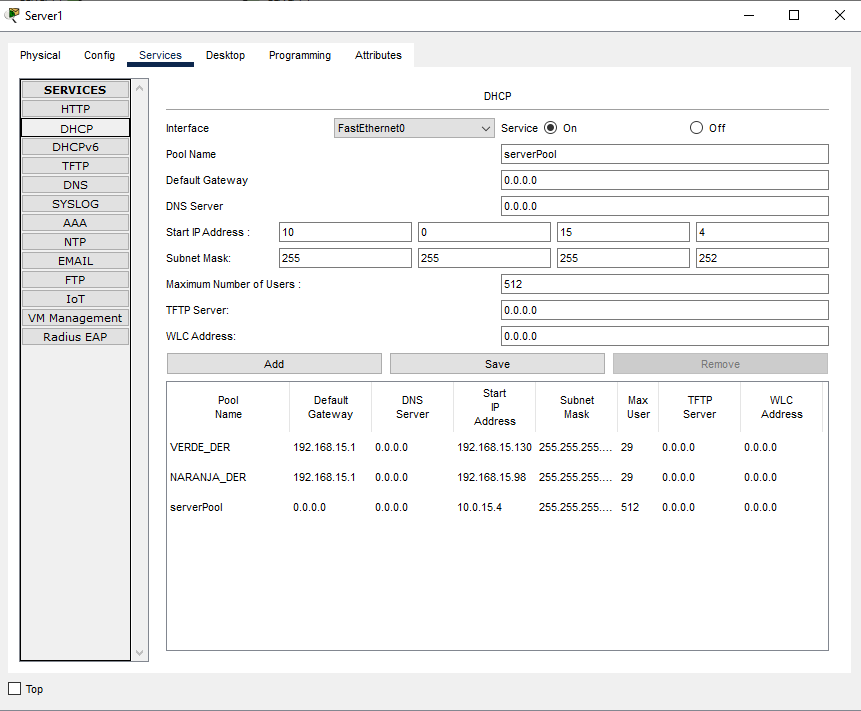 Server1
Physical Config Services Desktop Programming Attributes
SERVICES
HTTP
DHCP
DHCPv6
TFTP
DNS
SYSLOG
AAA
NTP
EMAIL
FTP
IoT
VM Management
Radius EAP
DHCP
Interface FastEthernet0 Service On Off
Pool Name serverPool
Default Gateway 0.0.0.0
DNS Server 0.0.0.0
Start IP Address : 10 0 15 4
Subnet Mask: 255 255 255 252
Maximum Number of Users : 512
TFTP Server: 0.0.0.0
WLC Address: 0.0.0.0
Add Save Remove
Pool Name Default Gateway DNS Server Start IP Address Subnet Mask Max User TFTP Server WLC Address
VERDE_DER 192.168.15.1 0.0.0.0 192.168.15.130 255.255.255.... 29 0.0.0.0 0.0.0.0
NARANJA_DER 192.168.15.1 0.0.0.0 192.168.15.98 255.255.255.... 29 0.0.0.0 0.0.0.0
serverPool 0.0.0.0 0.0.0.0 10.0.15.4 255.255.255.... 512 0.0.0.0 0.0.0.0
Top